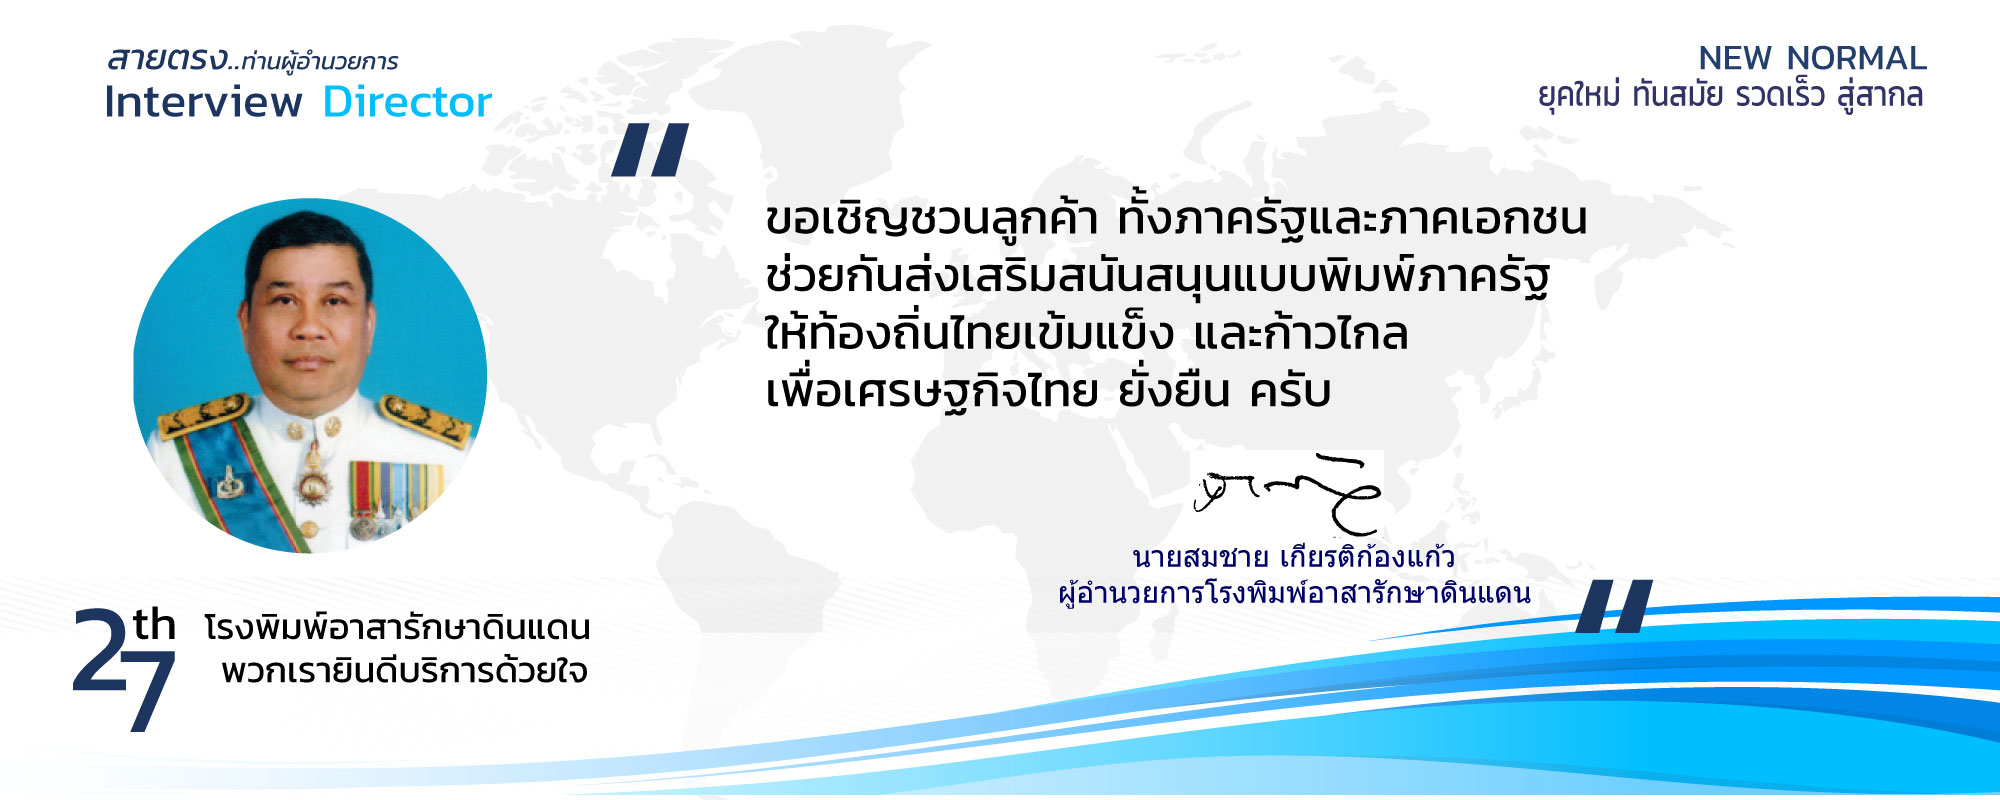 สายตรง..ท่านผู้อำนวยการ
Interview Director
NEW NORMAL
ยุคใหม่ ทันสมัย รวดเร็ว สู่สากล
"
ขอเชิญชวนลูกค้า ทั้งภาครัฐและภาคเอกชน
ช่วยกันส่งเสริมสนันสนุนแบบพิมพ์ภาครัฐ
ให้ท้องถิ่นไทยเข้มแข็ง และก้าวไกล
เพื่อเศรษฐกิจไทย ยั่งยืน ครับ
นายสมชาย เกียรติก้องแก้ว
ผู้อำนวยการโรงพิมพ์อาสารักษาดินแดน
"
27th
โรงพิมพ์อาสารักษาดินแดน
พวกเรายินดีบริการด้วยใจ